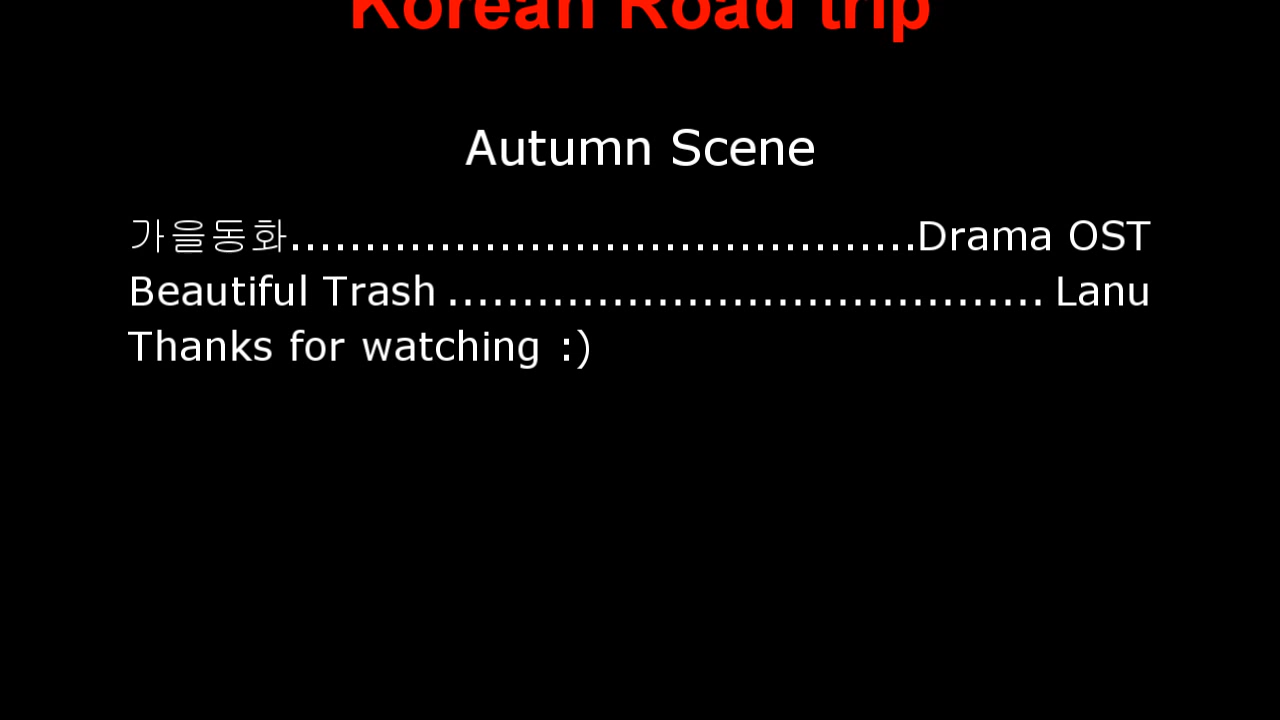 Korean Road trip
Autumn Scene
가을동화..........................................Drama OST
Beautiful Trash ........................................ Lanu
Thanks for watching :)